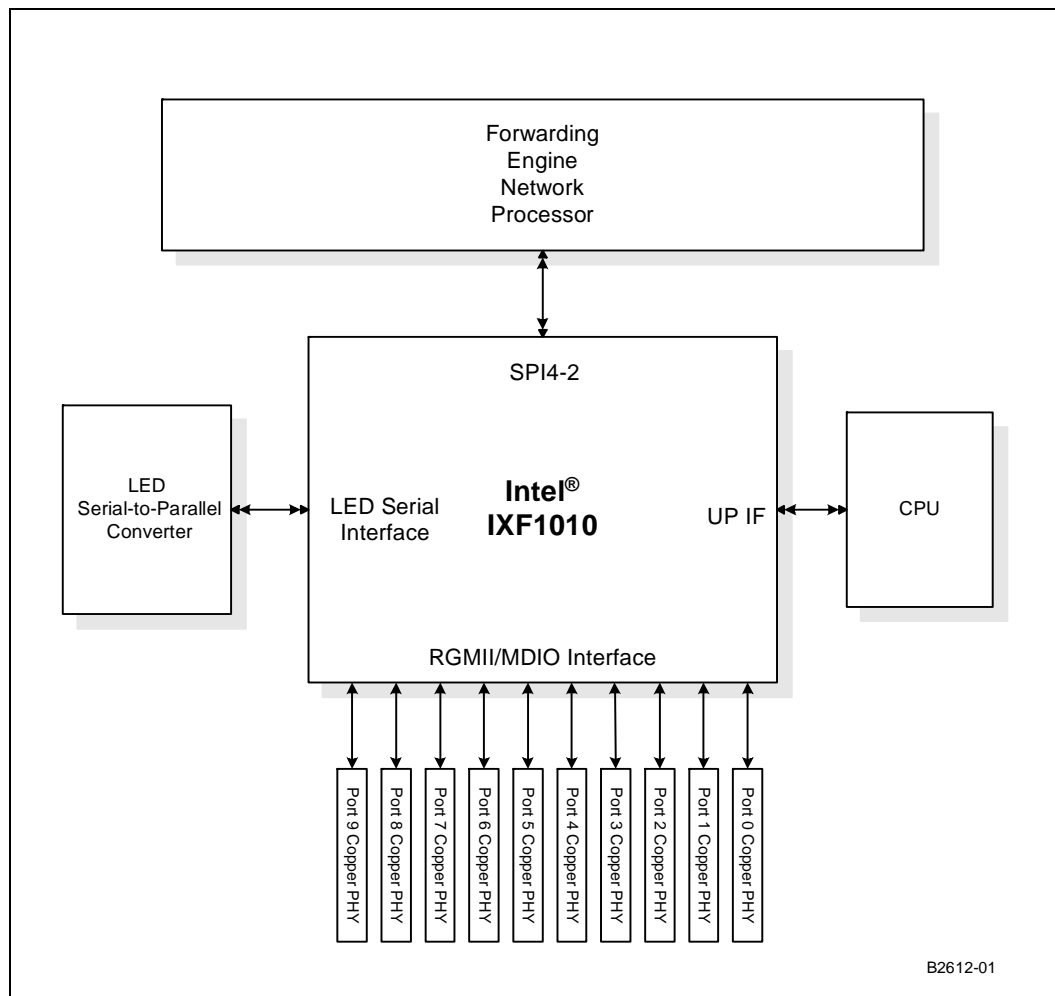 Forwarding
Engine
Network
Processor
SPI4-2
LED
Serial-to-Parallel
Converter
LED Serial
Interface
Intel®
IXF1010
UP IF
CPU
RGMII/MDIO Interface
Port 9 Copper PHY
Port 8 Copper PHY
Port 7 Copper PHY
Port 6 Copper PHY
Port 5 Copper PHY
Port 4 Copper PHY
Port 3 Copper PHY
Port 2 Copper PHY
Port 1 Copper PHY
Port 0 Copper PHY
B2612-01